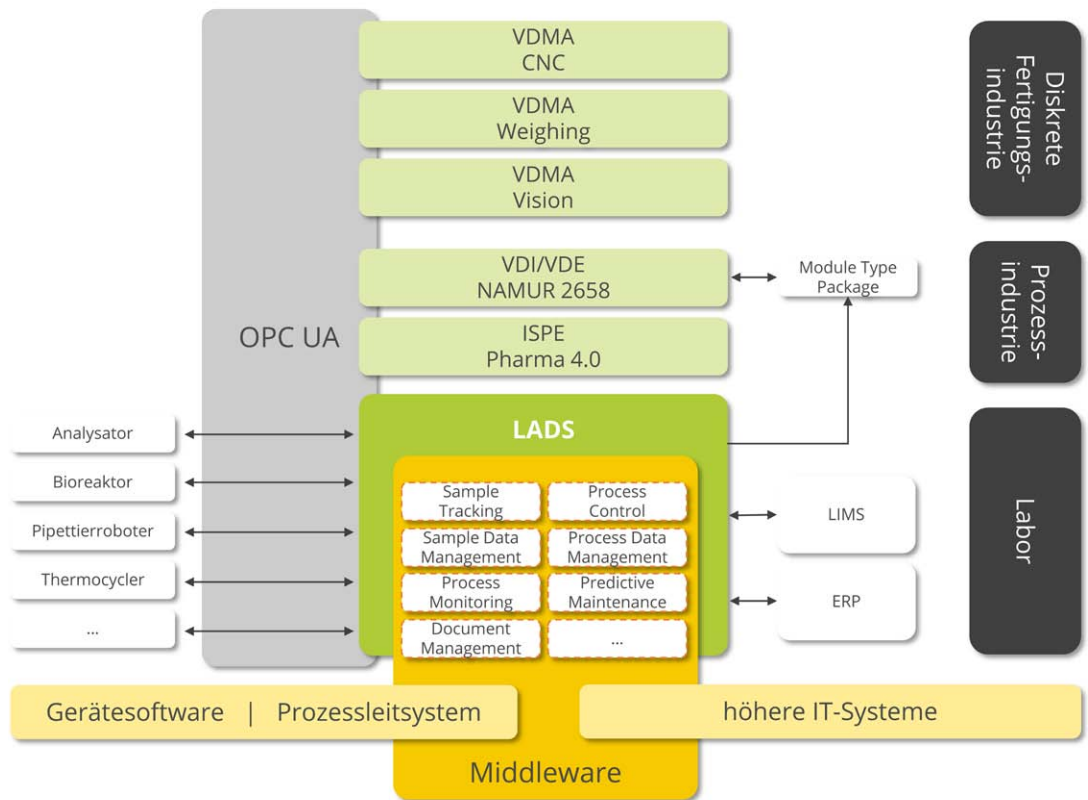 VDMA
CNC
VDMA
Weighing
VDMA
Vision
Diskrete
Fertigungs-
industrie
OPC UA
VDI/VDE
NAMUR 2658
Module Type
Package
ISPE
Pharma 4.0
Prozess-
industrie
Analysator
Bioreaktor
Pipettierroboter
Thermocycler
...
LADS
Sample
Tracking
Process
Control
Sample Data
Management
Process Data
Management
Process
Monitoring
Predictive
Maintenance
Document
Management
...
LIMS
ERP
Labor
Gerätesoftware | Prozessleitsystem
höhere IT-Systeme
Middleware